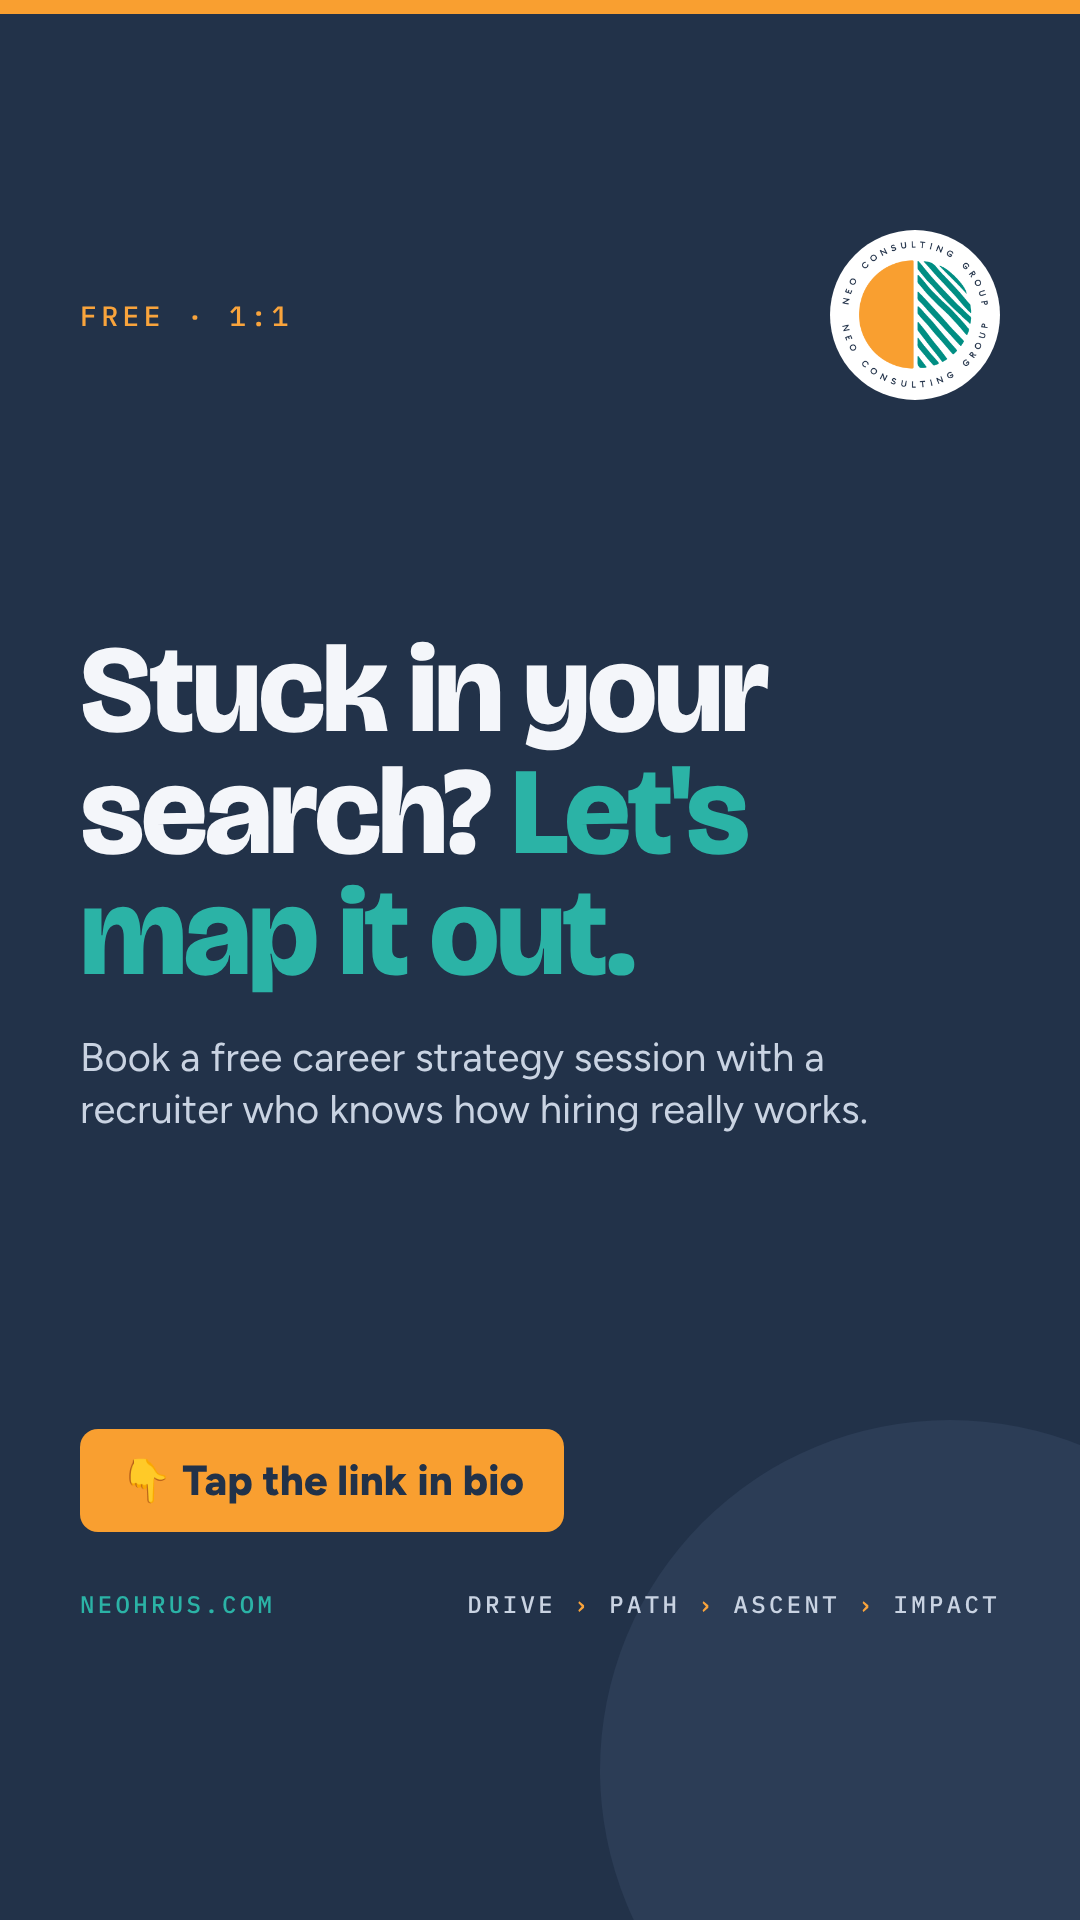 FREE · 1:1
NEO CONSULTING GROUP
NEO CONSULTING GROUP
Stuck in your
search? Let's
map it out.
Book a free career strategy session with a
recruiter who knows how hiring really works.
👇 Tap the link in bio
NEOHRUS.COM
DRIVE › PATH › ASCENT › IMPACT